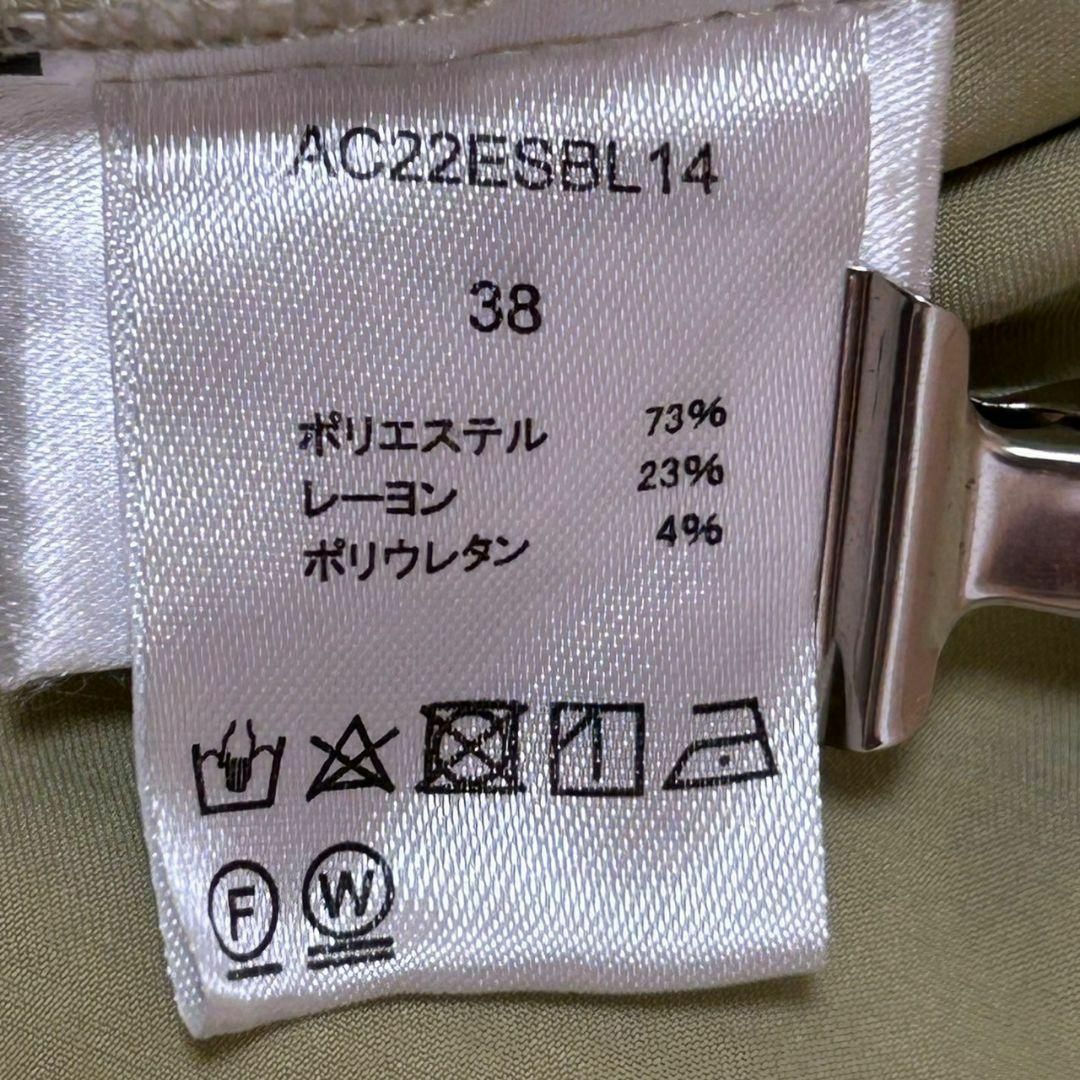 AC22ESBL14
38
ポリエステル 73%
レーヨン 23%
ポリウレタン 4%
F W